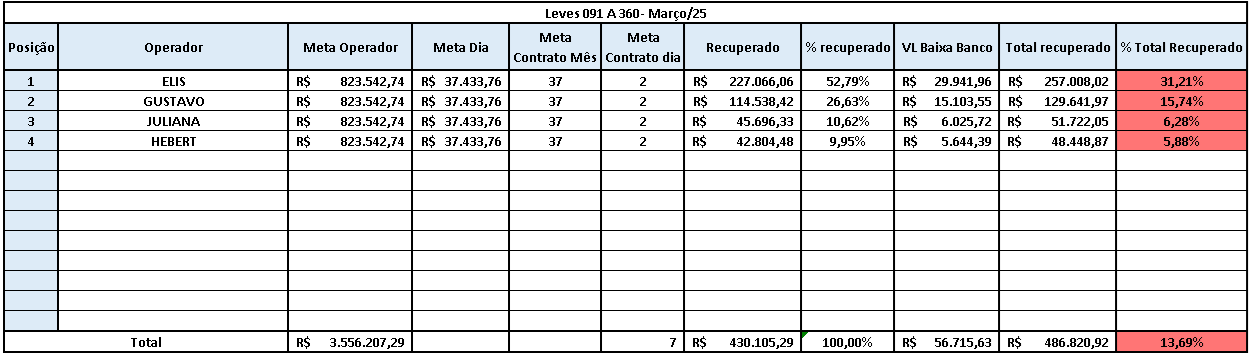 Leves 091 A 360- Março/25
Posição Operador Meta Operador Meta Dia Meta Contrato Mês Meta Contrato dia Recuperado % recuperado VL Baixa Banco Total recuperado % Total Recuperado
1 ELIS R$ 823.542,74 R$ 37.433,76 37 2 R$ 227.066,06 52,79% R$ 29.941,96 R$ 257.008,02 31,21%
2 GUSTAVO R$ 823.542,74 R$ 37.433,76 37 2 R$ 114.538,42 26,63% R$ 15.103,55 R$ 129.641,97 15,74%
3 JULIANA R$ 823.542,74 R$ 37.433,76 37 2 R$ 45.696,33 10,62% R$ 6.025,72 R$ 51.722,05 6,28%
4 HEBERT R$ 823.542,74 R$ 37.433,76 37 2 R$ 42.804,48 9,95% R$ 5.644,39 R$ 48.448,87 5,88%
Total R$ 3.556.207,29 7 R$ 430.105,29 100,00% R$ 56.715,63 R$ 486.820,92 13,69%